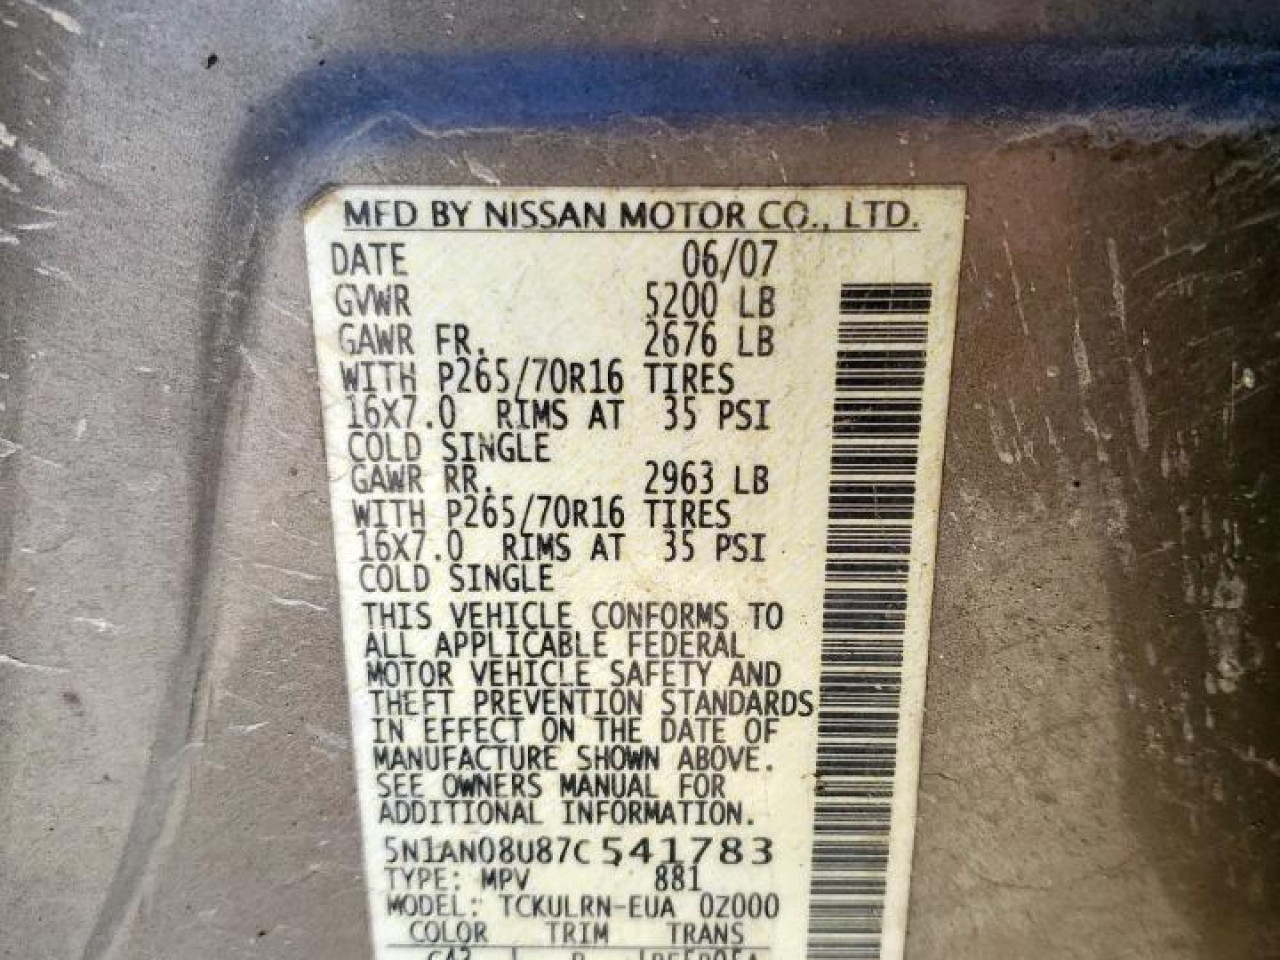 MFD BY NISSAN MOTOR CO., LTD.
DATE 06/07
GVWR 5200 LB
GAWR FR. 2676 LB
WITH P265/70R16 TIRES
16X7.0 RIMS AT 35 PSI
COLD SINGLE
GAWR RR. 2963 LB
WITH P265/70R16 TIRES
16X7.0 RIMS AT 35 PSI
COLD SINGLE
THIS VEHICLE CONFORMS TO
ALL APPLICABLE FEDERAL
MOTOR VEHICLE SAFETY AND
THEFT PREVENTION STANDARDS
IN EFFECT ON THE DATE OF
MANUFACTURE SHOWN ABOVE.
SEE OWNERS MANUAL FOR
ADDITIONAL INFORMATION.
5N1AN08U87C541783
TYPE: MPV 881
MODEL: TCKULRN-EUA 0Z000
COLOR TRIM TRANS